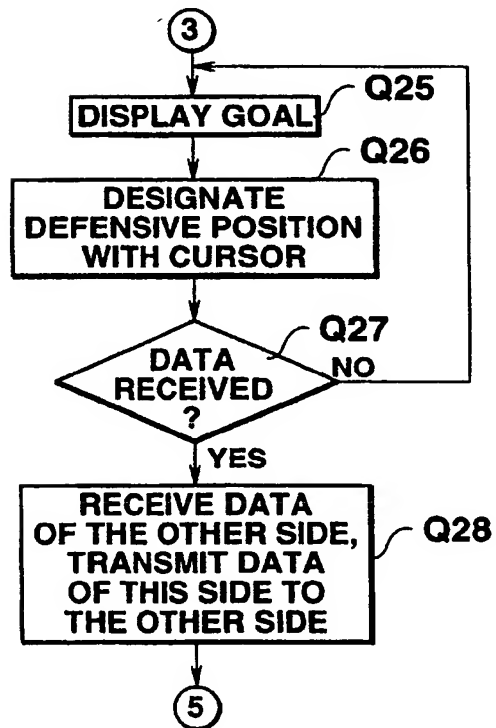 3
DISPLAY GOAL
Q25
DESIGNATE
DEFENSIVE POSITION
WITH CURSOR
Q26
DATA
RECEIVED
?
Q27
NO
YES
RECEIVE DATA
OF THE OTHER SIDE,
TRANSMIT DATA
OF THIS SIDE TO
THE OTHER SIDE
Q28
5